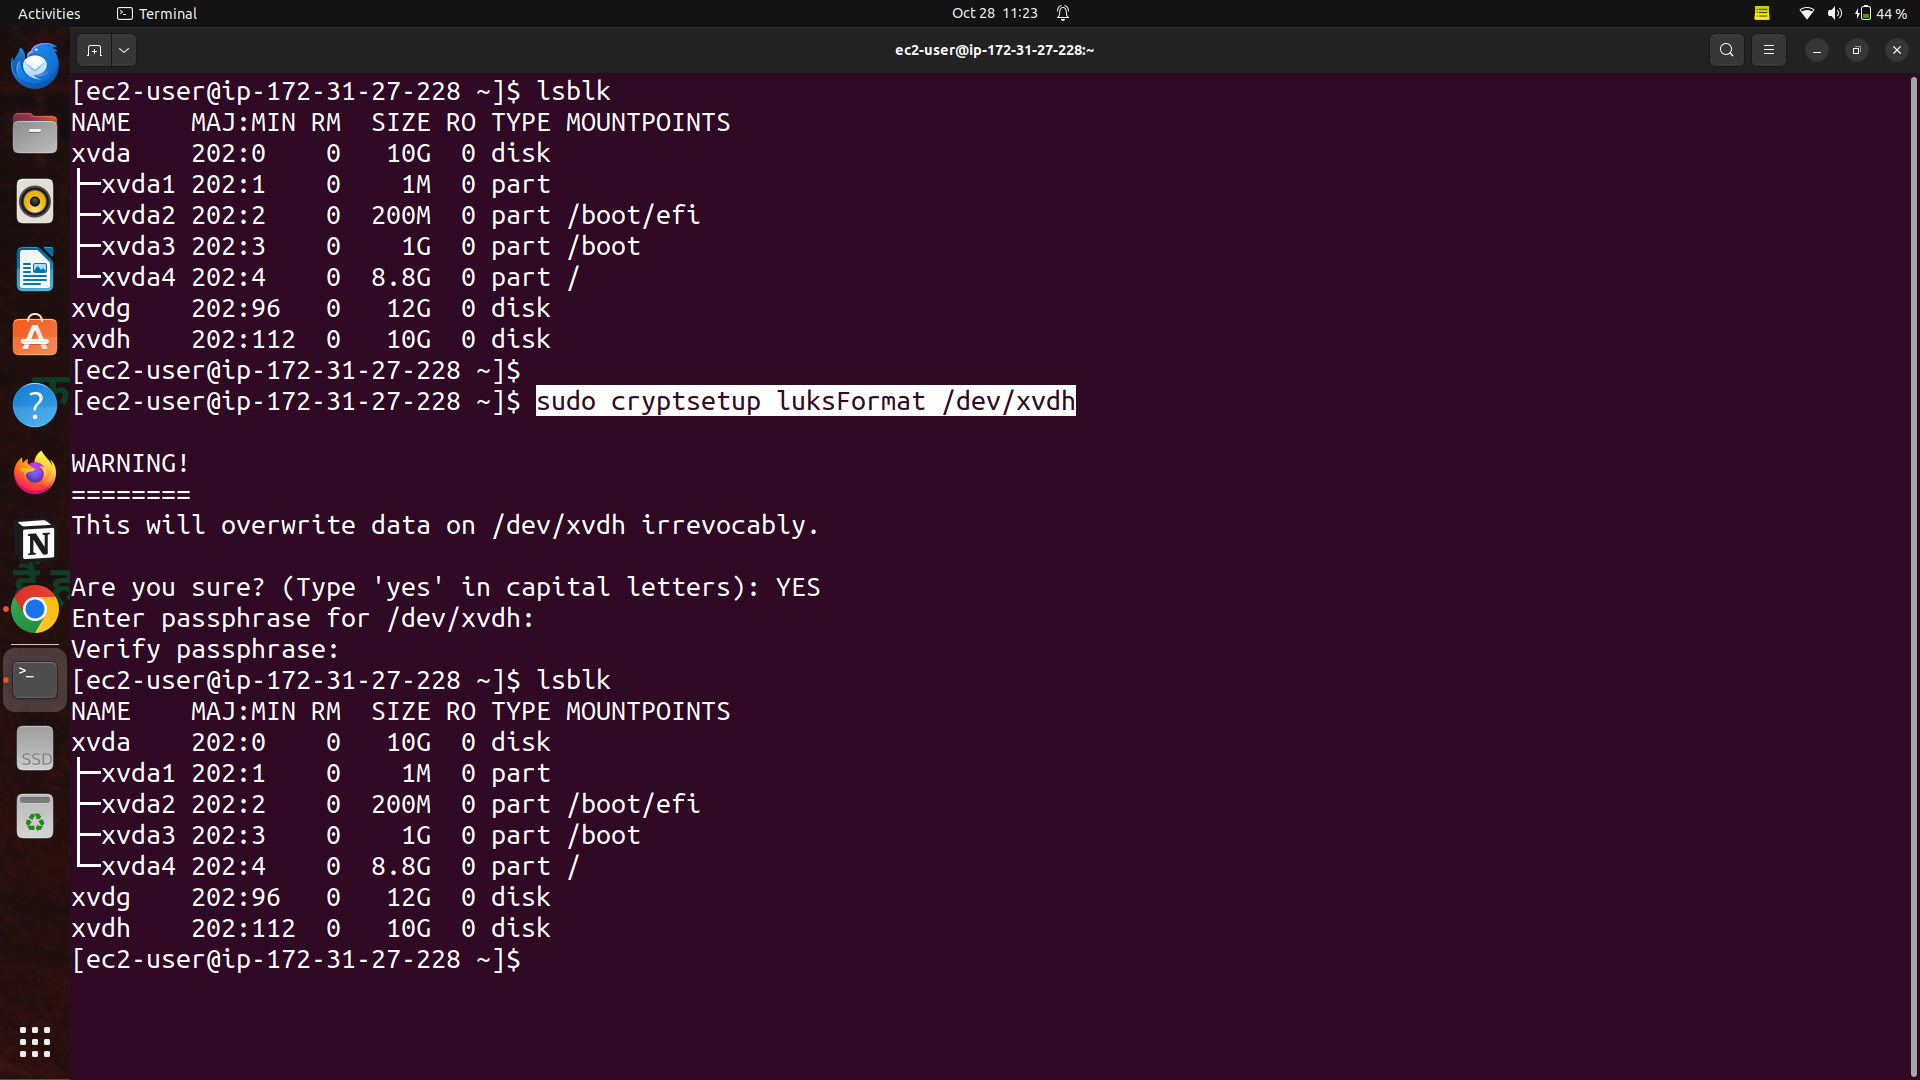 Activities
Terminal
Oct 28 11:23
44 %
ec2-user@ip-172-31-27-228:~
[ec2-user@ip-172-31-27-228 ~]$ lsblk
NAME    MAJ:MIN RM  SIZE RO TYPE MOUNTPOINTS
xvda    202:0    0   10G  0 disk
├─xvda1 202:1    0    1M  0 part
├─xvda2 202:2    0  200M  0 part /boot/efi
├─xvda3 202:3    0    1G  0 part /boot
└─xvda4 202:4    0  8.8G  0 part /
xvdg    202:96   0   12G  0 disk
xvdh    202:112  0   10G  0 disk
[ec2-user@ip-172-31-27-228 ~]$
[ec2-user@ip-172-31-27-228 ~]$ sudo cryptsetup luksFormat /dev/xvdh
WARNING!
========
This will overwrite data on /dev/xvdh irrevocably.
Are you sure? (Type 'yes' in capital letters): YES
Enter passphrase for /dev/xvdh:
Verify passphrase:
[ec2-user@ip-172-31-27-228 ~]$ lsblk
NAME    MAJ:MIN RM  SIZE RO TYPE MOUNTPOINTS
xvda    202:0    0   10G  0 disk
├─xvda1 202:1    0    1M  0 part
├─xvda2 202:2    0  200M  0 part /boot/efi
├─xvda3 202:3    0    1G  0 part /boot
└─xvda4 202:4    0  8.8G  0 part /
xvdg    202:96   0   12G  0 disk
xvdh    202:112  0   10G  0 disk
[ec2-user@ip-172-31-27-228 ~]$
SSD